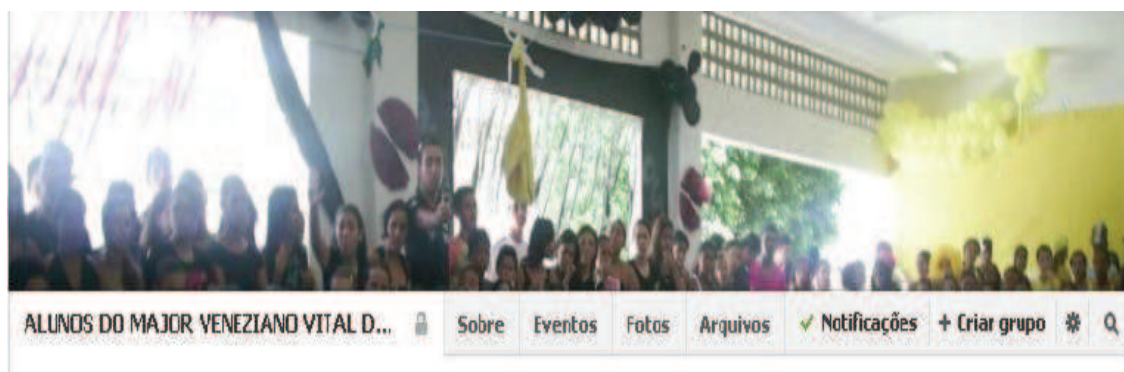 ALUNOS DO MAJOR VENEZIANO VITAL D... Sobre Eventos Fotos Arquivos ✓ Notificações + Criar grupo